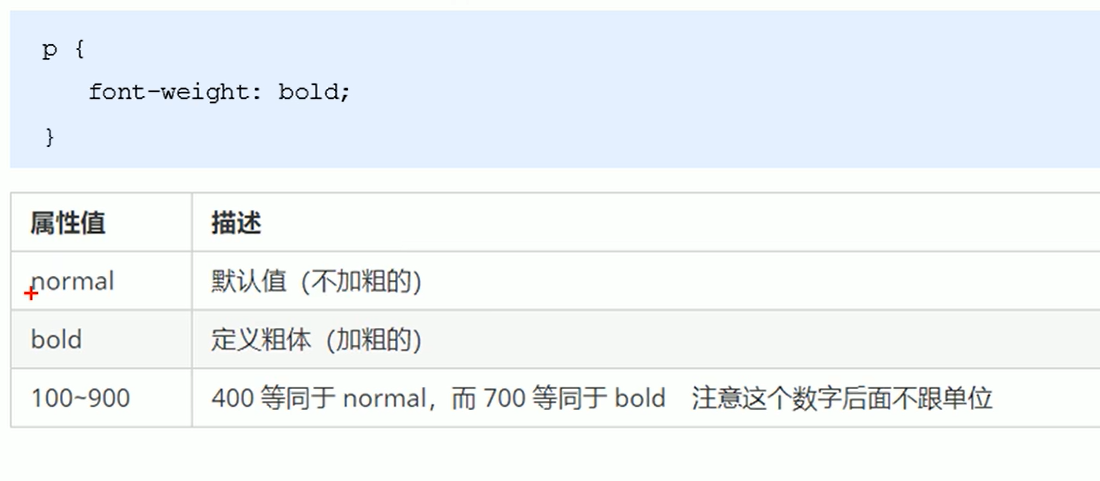 p {
font-weight: bold;
}
属性值 描述
normal 默认值（不加粗的）
bold 定义粗体（加粗的）
100~900 400 等同于 normal，而 700 等同于 bold 注意这个数字后面不跟单位